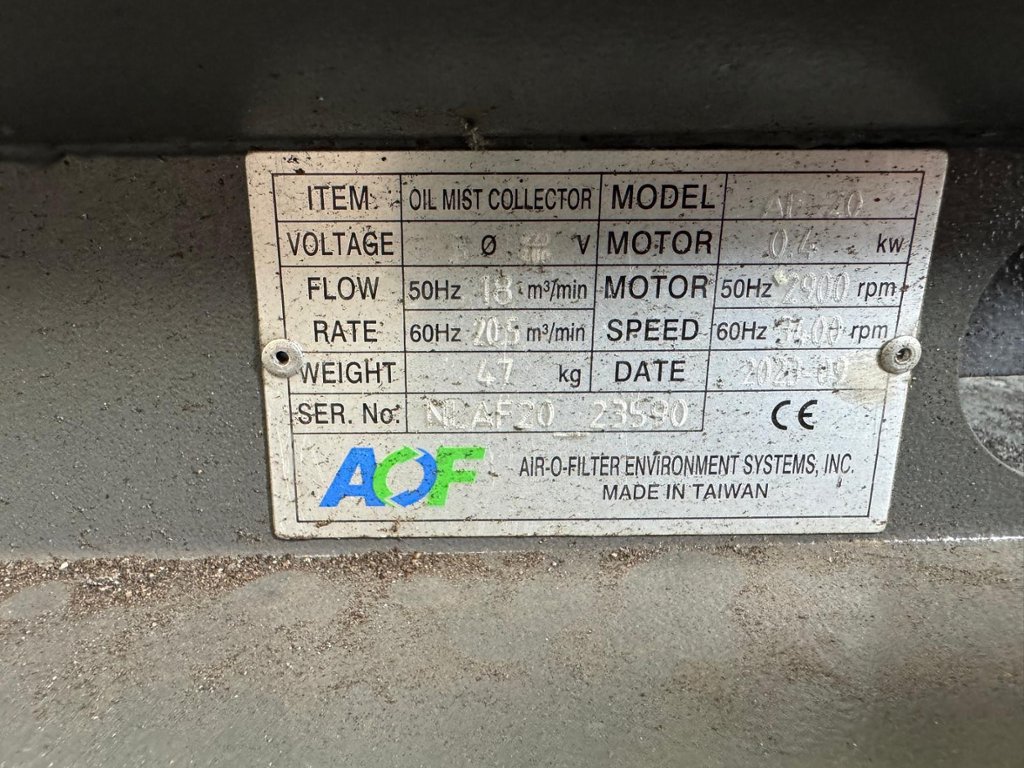 ITEM OIL MIST COLLECTOR MODEL
VOLTAGE Ø V MOTOR 0.4 kw
FLOW 50Hz 18 m³/min MOTOR 50Hz 2900 rpm
RATE 60Hz 20.5 m³/min SPEED 60Hz rpm
WEIGHT 47 kg DATE
SER. No. CE
AOF AIR-O-FILTER ENVIRONMENT SYSTEMS, INC.
MADE IN TAIWAN